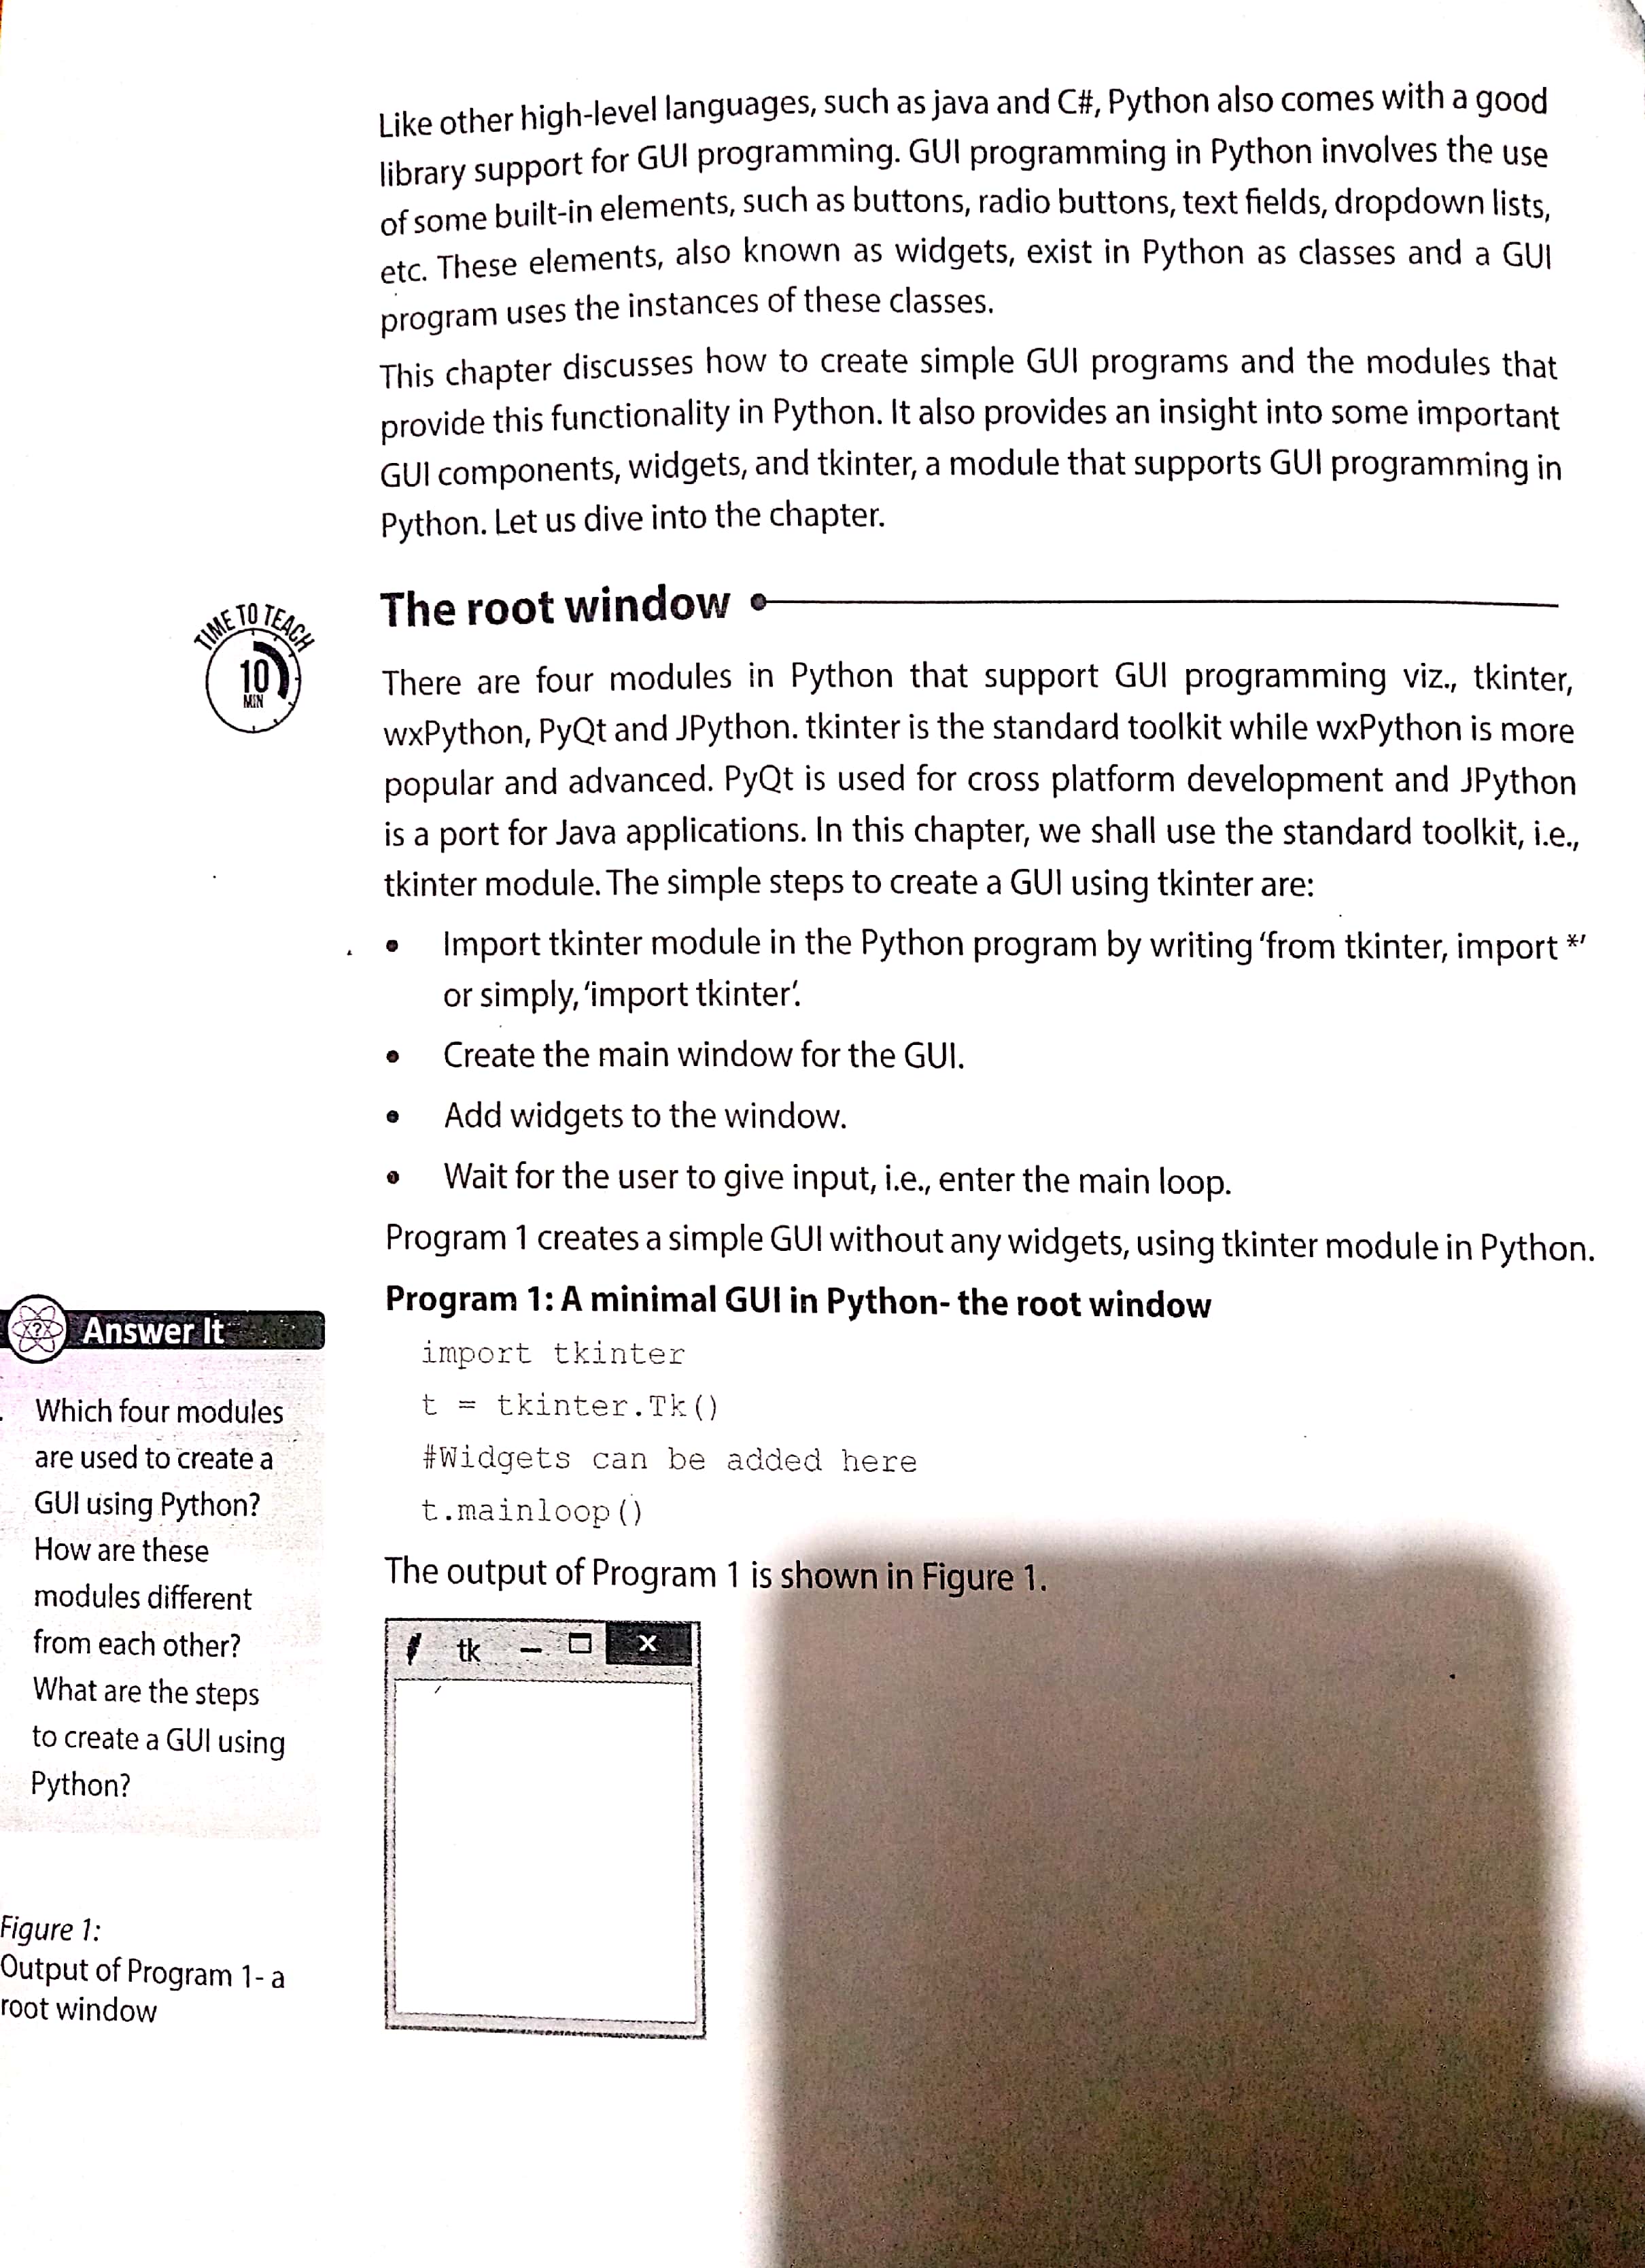 Like other high-level languages, such as java and C#, Python also comes with a good
library support for GUI programming. GUI programming in Python involves the use
of some built-in elements, such as buttons, radio buttons, text fields, dropdown lists,
etc. These elements, also known as widgets, exist in Python as classes and a GUI
program uses the instances of these classes.
This chapter discusses how to create simple GUI programs and the modules that
provide this functionality in Python. It also provides an insight into some important
GUI components, widgets, and tkinter, a module that supports GUI programming in
Python. Let us dive into the chapter.
TIME TO TEACH
10
MIN
The root window
There are four modules in Python that support GUI programming viz., tkinter,
wxPython, PyQt and JPython. tkinter is the standard toolkit while wxPython is more
popular and advanced. PyQt is used for cross platform development and JPython
is a port for Java applications. In this chapter, we shall use the standard toolkit, i.e.,
tkinter module. The simple steps to create a GUI using tkinter are:
• Import tkinter module in the Python program by writing ‘from tkinter, import *’
or simply, ‘import tkinter’.
• Create the main window for the GUI.
• Add widgets to the window.
• Wait for the user to give input, i.e., enter the main loop.
Program 1 creates a simple GUI without any widgets, using tkinter module in Python.
Program 1: A minimal GUI in Python- the root window
import tkinter
t = tkinter.Tk()
#Widgets can be added here
t.mainloop()
The output of Program 1 is shown in Figure 1.
tk
? Answer It
Which four modules
are used to create a
GUI using Python?
How are these
modules different
from each other?
What are the steps
to create a GUI using
Python?
Figure 1:
Output of Program 1- a
root window